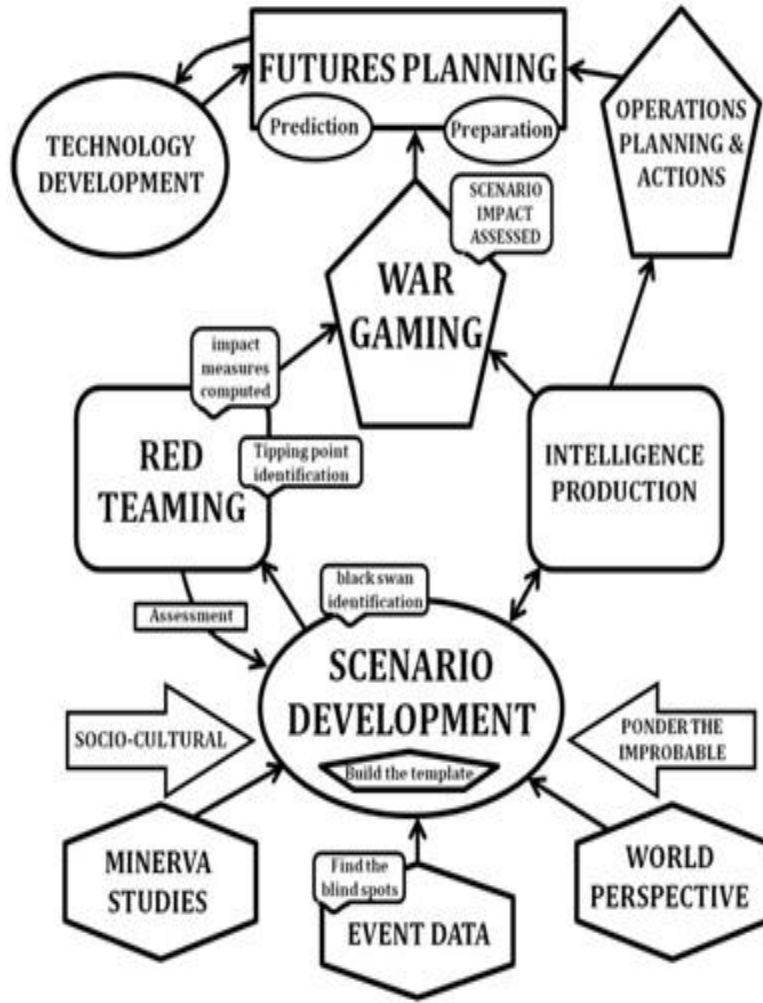 FUTURES PLANNING
Prediction
Preparation
TECHNOLOGY
DEVELOPMENT
OPERATIONS
PLANNING &
ACTIONS
SCENARIO
IMPACT
ASSESSED
WAR
GAMING
impact
measures
computed
RED
TEAMING
Tipping point
identification
INTELLIGENCE
PRODUCTION
black swan
identification
Assessment
SCENARIO
DEVELOPMENT
Build the template
SOCIO-CULTURAL
PONDER THE
IMPROBABLE
MINERVA
STUDIES
Find the
blind spots
EVENT DATA
WORLD
PERSPECTIVE